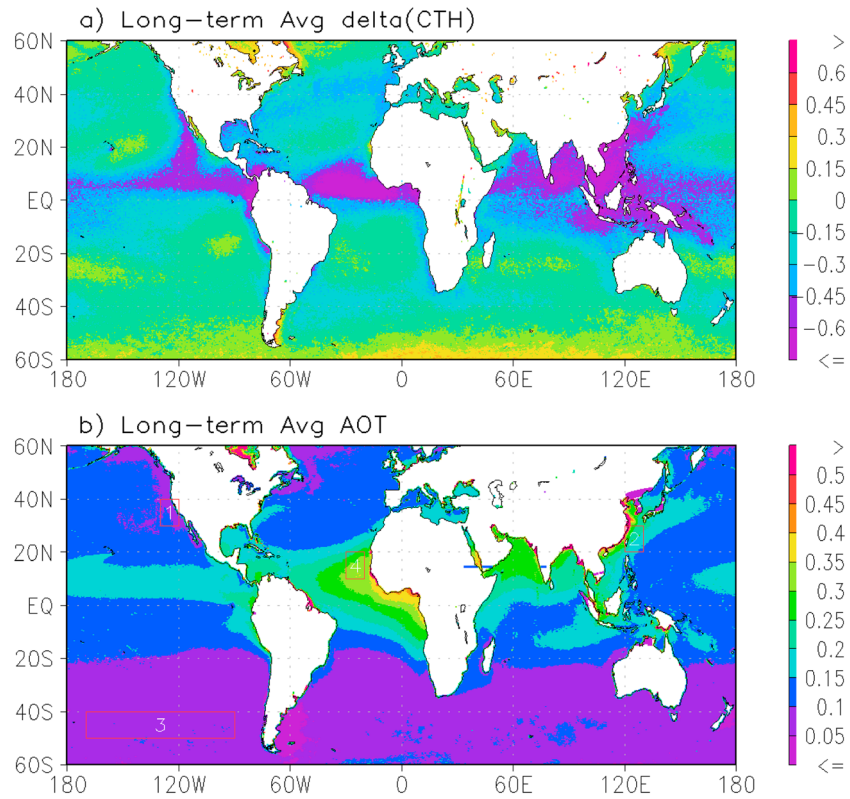 a) Long-term Avg delta(CTH)
60N
40N
20N
EQ
20S
40S
60S
180 120W 60W 0 60E 120E 180
>
0.6
0.45
0.3
0.15
0
-0.15
-0.3
-0.45
-0.6
<=
b) Long-term Avg AOT
60N
40N
20N
EQ
20S
40S
60S
1
2
4
3
180 120W 60W 0 60E 120E 180
>
0.5
0.45
0.4
0.35
0.3
0.25
0.2
0.15
0.1
0.05
<=